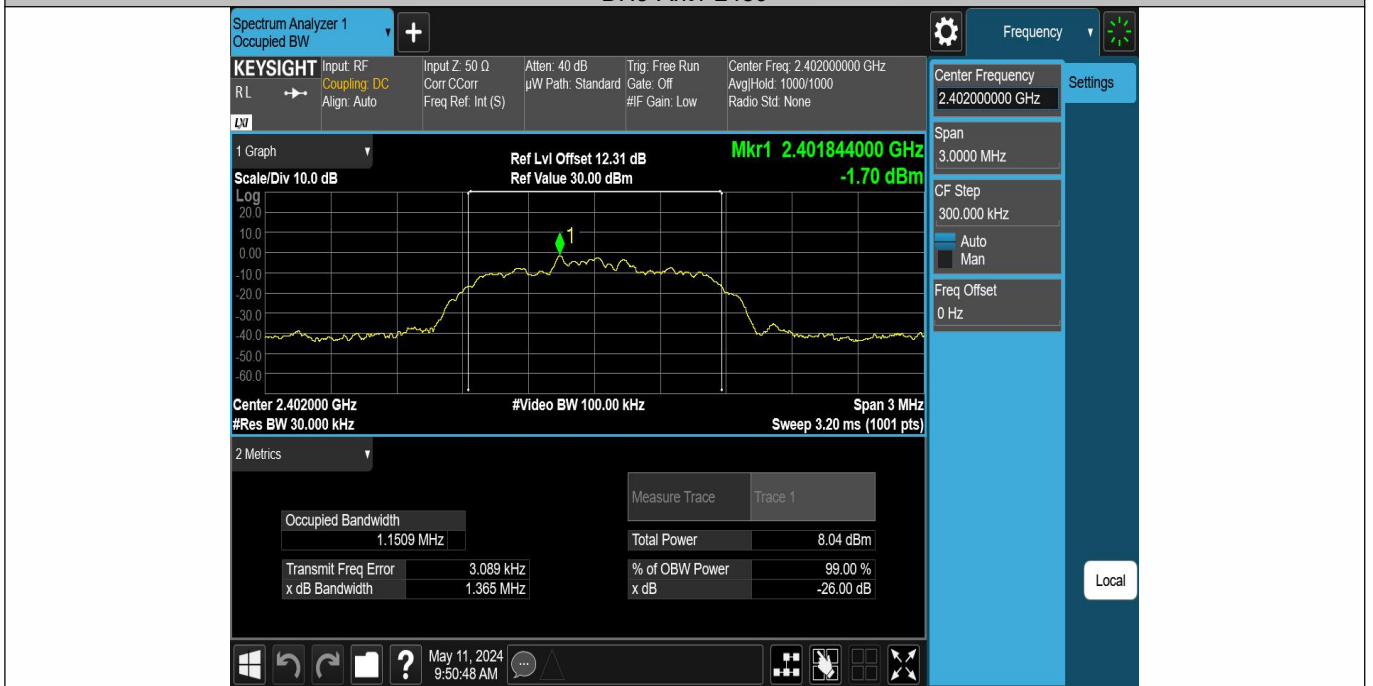 Spectrum Analyzer 1
Occupied BW
Frequency
KEYSIGHT
RL
LXI
Input: RF
Coupling: DC
Align: Auto
Input Z: 50 Ω
Corr CCorr
Freq Ref: Int (S)
Atten: 40 dB
µW Path: Standard
Trig: Free Run
Gate: Off
#IF Gain: Low
Center Freq: 2.402000000 GHz
Avg|Hold: 1000/1000
Radio Std: None
Center Frequency
2.402000000 GHz
Settings
Span
3.0000 MHz
CF Step
300.000 kHz
Auto
Man
Freq Offset
0 Hz
Local
1 Graph
Scale/Div 10.0 dB
Ref Lvl Offset 12.31 dB
Ref Value 30.00 dBm
Mkr1 2.401844000 GHz
-1.70 dBm
Log
20.0
10.0
0.00
-10.0
-20.0
-30.0
-40.0
-50.0
-60.0
1
Center 2.402000 GHz
#Res BW 30.000 kHz
#Video BW 100.00 kHz
Span 3 MHz
Sweep 3.20 ms (1001 pts)
2 Metrics
Measure Trace Trace 1
Occupied Bandwidth
1.1509 MHz
Total Power 8.04 dBm
Transmit Freq Error 3.089 kHz
% of OBW Power 99.00 %
x dB Bandwidth 1.365 MHz
x dB -26.00 dB
?
May 11, 2024
9:50:48 AM